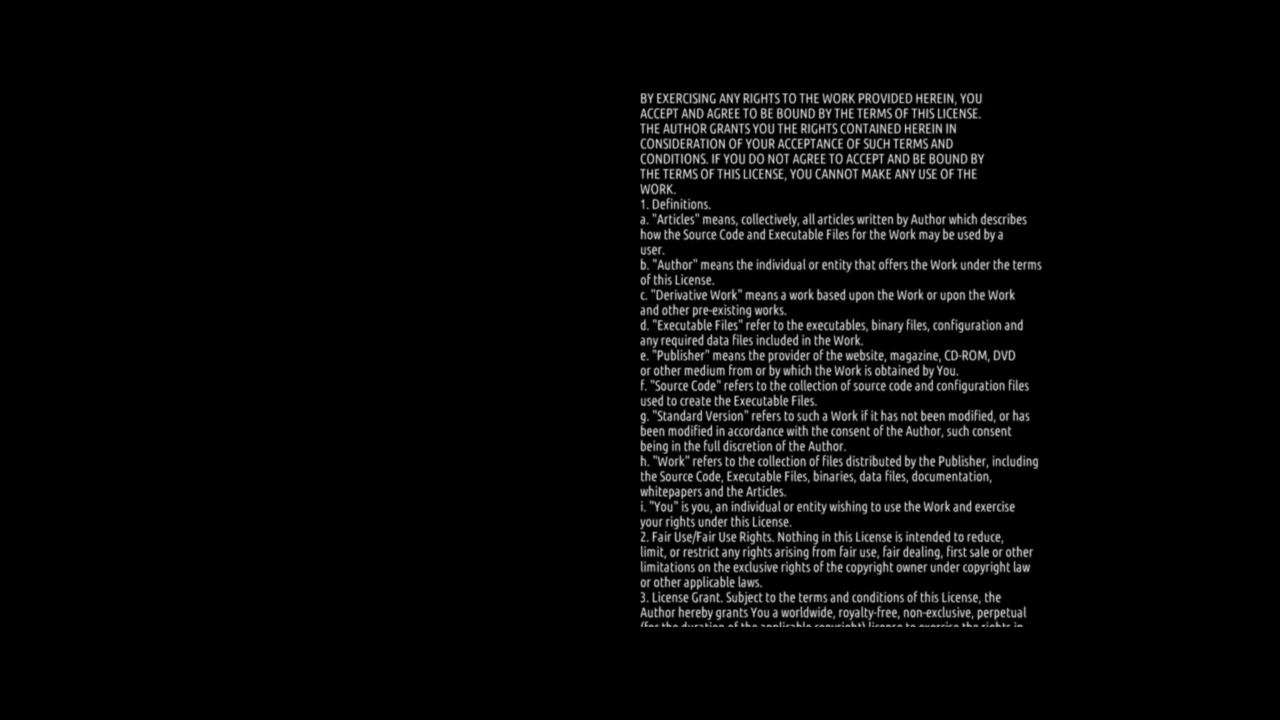 BY EXERCISING ANY RIGHTS TO THE WORK PROVIDED HEREIN, YOU
ACCEPT AND AGREE TO BE BOUND BY THE TERMS OF THIS LICENSE.
THE AUTHOR GRANTS YOU THE RIGHTS CONTAINED HEREIN IN
CONSIDERATION OF YOUR ACCEPTANCE OF SUCH TERMS AND
CONDITIONS. IF YOU DO NOT AGREE TO ACCEPT AND BE BOUND BY
THE TERMS OF THIS LICENSE, YOU CANNOT MAKE ANY USE OF THE
WORK.
1. Definitions.
a. "Articles" means, collectively, all articles written by Author which describes
how the Source Code and Executable Files for the Work may be used by a
user.
b. "Author" means the individual or entity that offers the Work under the terms
of this License.
c. "Derivative Work" means a work based upon the Work or upon the Work
and other pre-existing works.
d. "Executable Files" refer to the executables, binary files, configuration and
any required data files included in the Work.
e. "Publisher" means the provider of the website, magazine, CD-ROM, DVD
or other medium from or by which the Work is obtained by You.
f. "Source Code" refers to the collection of source code and configuration files
used to create the Executable Files.
g. "Standard Version" refers to such a Work if it has not been modified, or has
been modified in accordance with the consent of the Author, such consent
being in the full discretion of the Author.
h. "Work" refers to the collection of files distributed by the Publisher, including
the Source Code, Executable Files, binaries, data files, documentation,
whitepapers and the Articles.
i. "You" is you, an individual or entity wishing to use the Work and exercise
your rights under this License.
2. Fair Use/Fair Use Rights. Nothing in this License is intended to reduce,
limit, or restrict any rights arising from fair use, fair dealing, first sale or other
limitations on the exclusive rights of the copyright owner under copyright law
or other applicable laws.
3. License Grant. Subject to the terms and conditions of this License, the
Author hereby grants You a worldwide, royalty-free, non-exclusive, perpetual
(for the duration of the applicable copyright) license to exercise the rights in